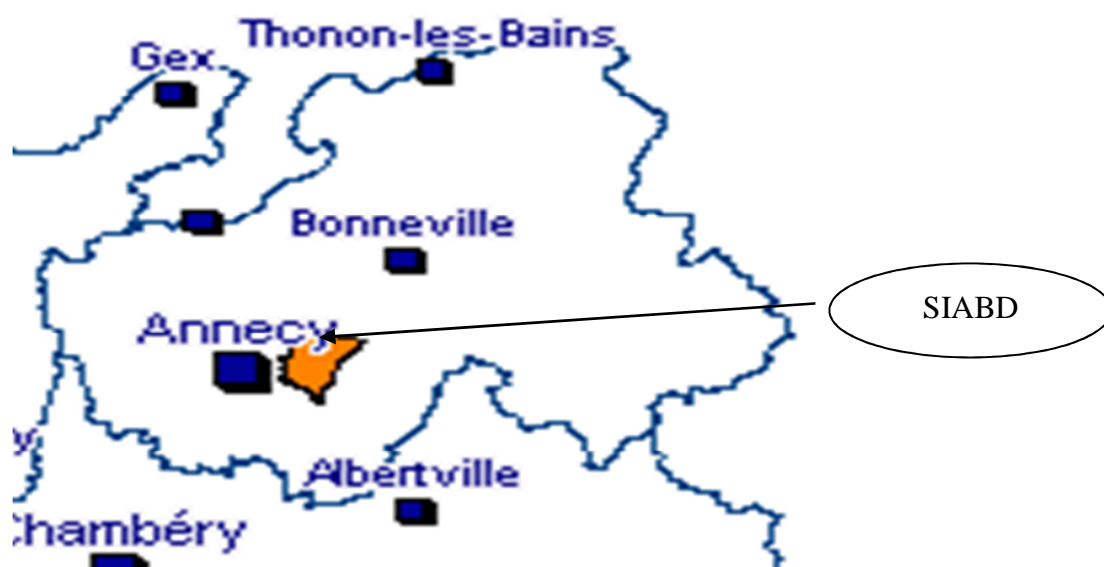 Thonon-les-Bains
Gex
Bonneville
SIABD
Annecy
y
Albertville
Chambéry